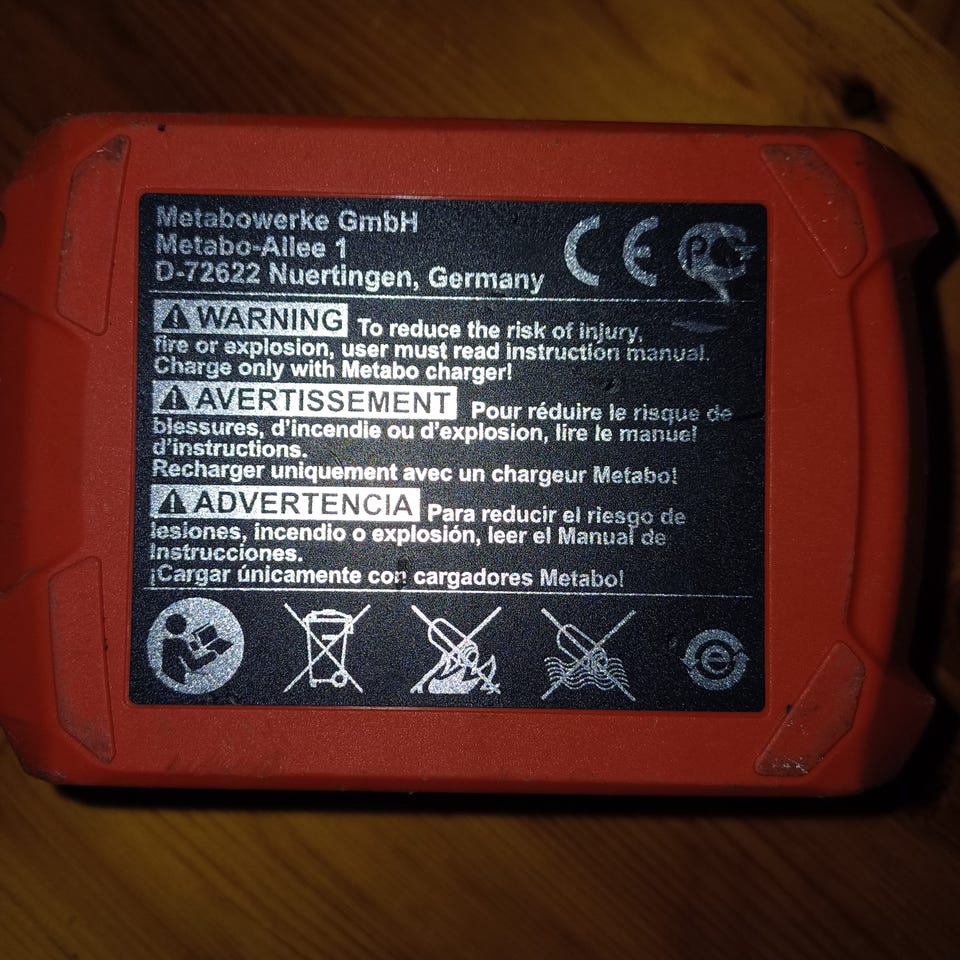 Metabowerke GmbH
Metabo-Allee 1
D-72622 Nuertingen, Germany
CE
WARNING To reduce the risk of injury,
fire or explosion, user must read instruction manual.
Charge only with Metabo charger!
AVERTISSEMENT Pour réduire le risque de
blessures, d'incendie ou d'explosion, lire le manuel
d'instructions.
Recharger uniquement avec un chargeur Metabo!
ADVERTENCIA Para reducir el riesgo de
lesiones, incendio o explosión, leer el Manual de
Instrucciones.
¡Cargar únicamente con cargadores Metabo!
e